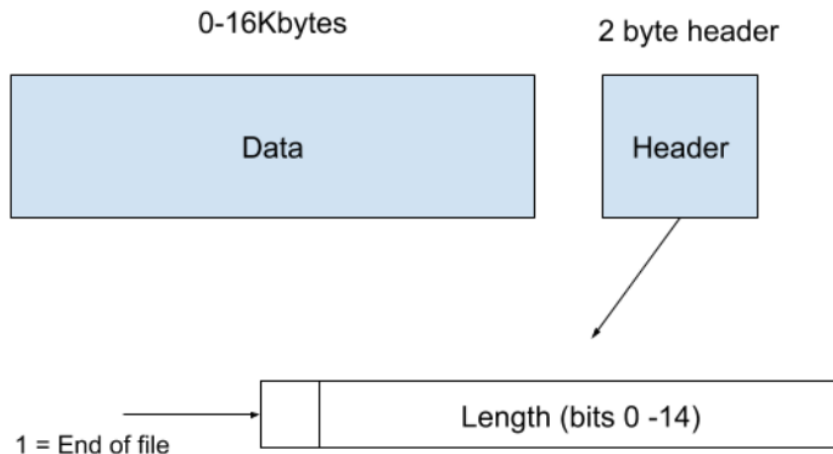 0-16Kbytes
2 byte header
Data
Header
Length (bits 0 -14)
1 = End of file